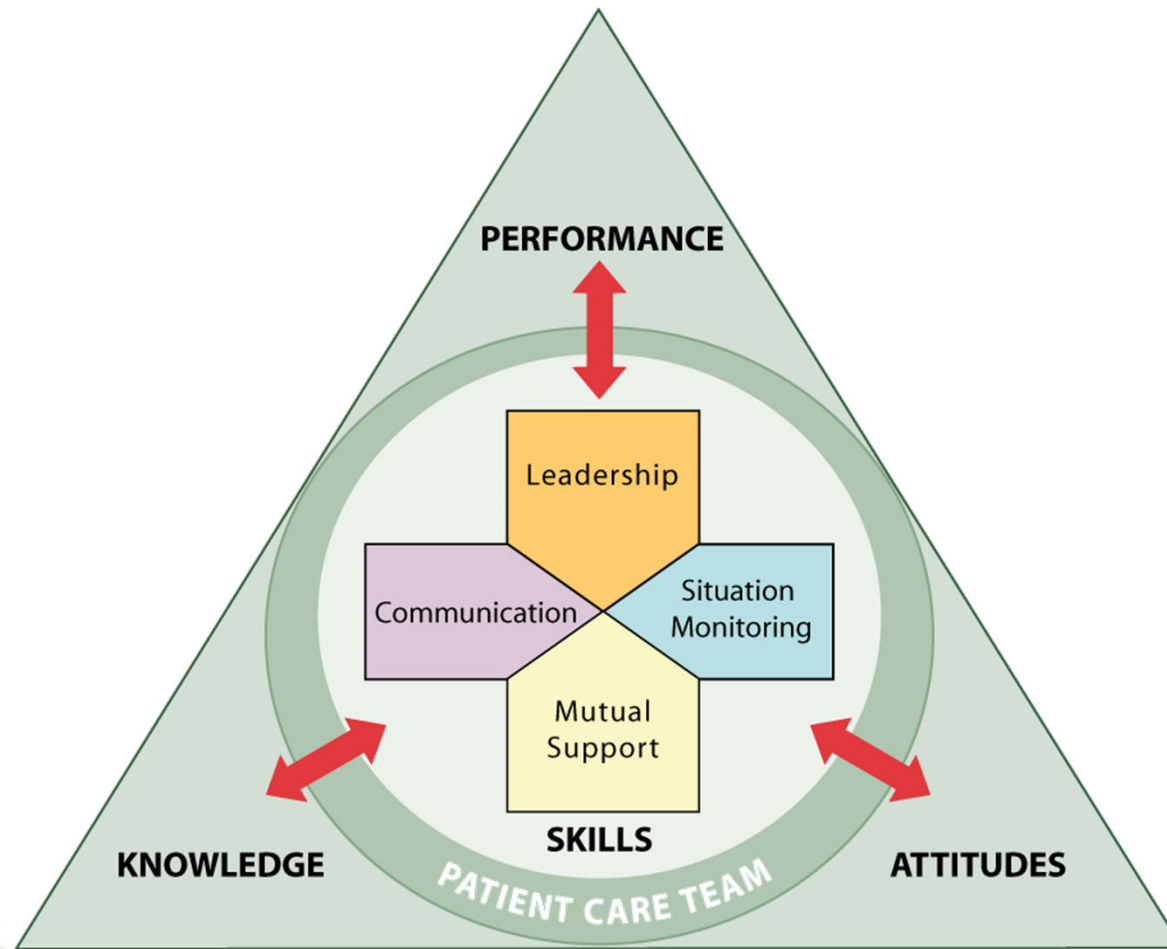 PERFORMANCE
Leadership
Communication
Situation
Monitoring
Mutual
Support
SKILLS
KNOWLEDGE
ATTITUDES
PATIENT CARE TEAM